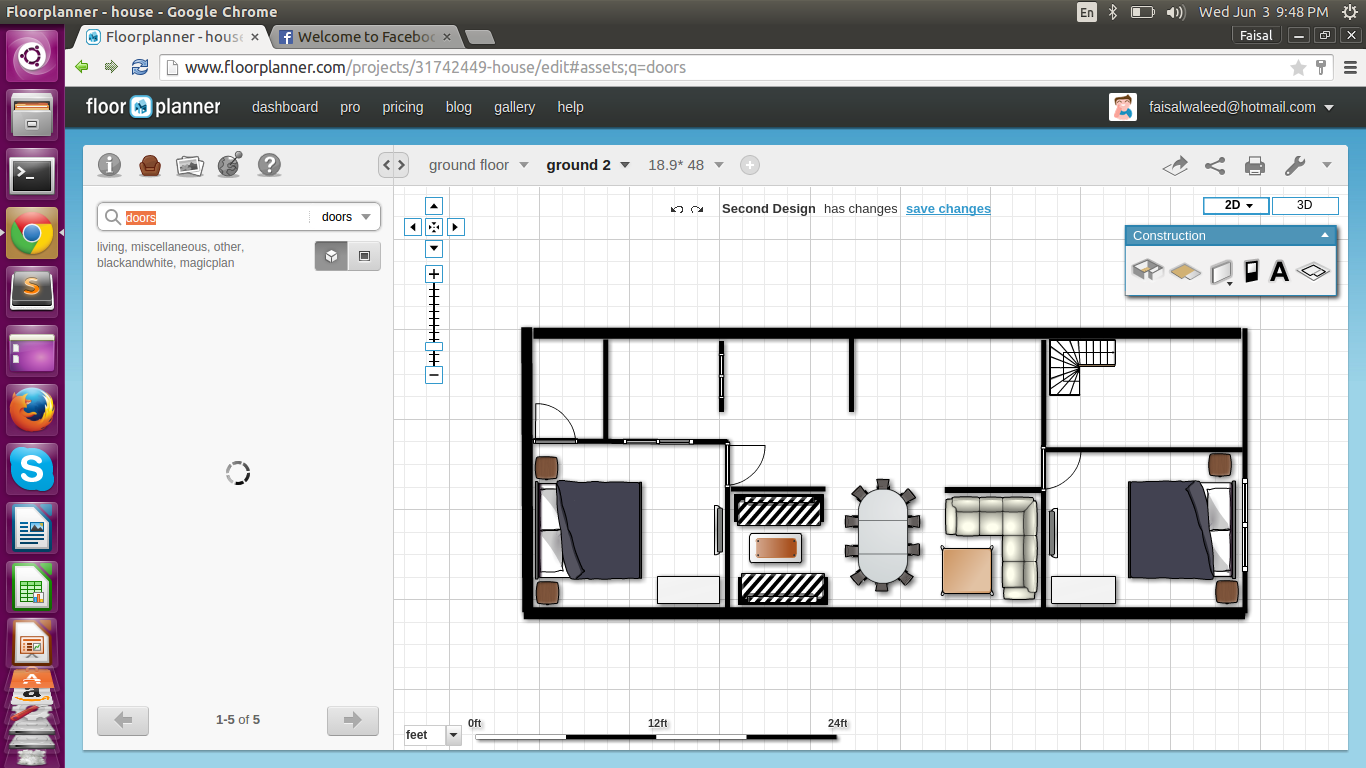 Floorplanner - house - Google Chrome
En
Wed Jun 3 9:48 PM
Floorplanner - hous
Welcome to Facebo
Faisal
www.floorplanner.com/projects/31742449-house/edit#assets;q=doors
floor planner
dashboard pro pricing blog gallery help
faisalwaleed@hotmail.com
ground floor ground 2 18.9* 48
doors doors
living, miscellaneous, other,
blackandwhite, magicplan
Second Design has changes save changes
2D 3D
Construction
A
1-5 of 5
feet
0ft 12ft 24ft